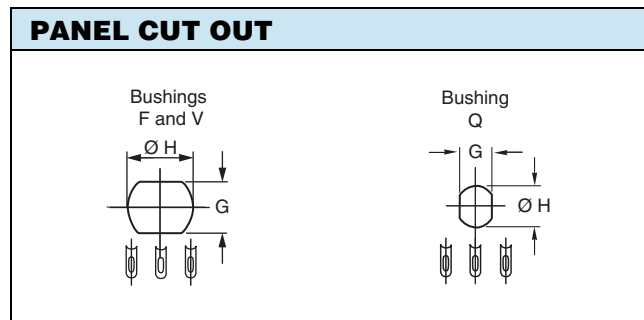 PANEL CUT OUT
Bushings
F and V
Ø H
G
Bushing
Q
G
Ø H